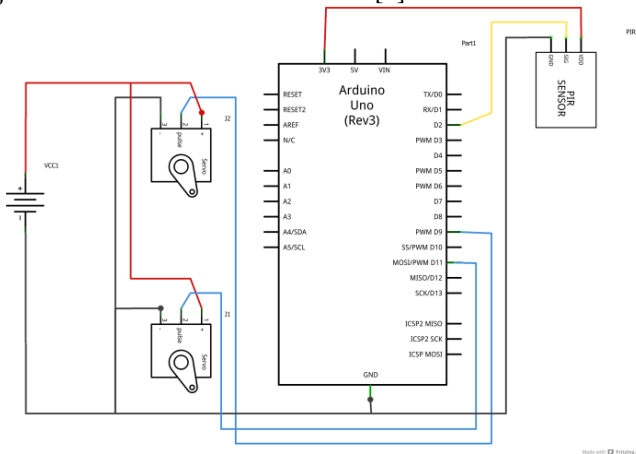 3V3
5V
VIN
Part1
PIR
Arduino
Uno
(Rev3)
RESET
RESET2
AREF
N/C
A0
A1
A2
A3
A4/SDA
A5/SCL
TX/D0
RX/D1
D2
PWM D3
D4
PWM D5
PWM D6
D7
D8
PWM D9
SS/PWM D10
MOSI/PWM D11
MISO/D12
SCK/D13
ICSP2 MISO
ICSP2 SCK
ICSP MOSI
GND
GND
SIG
VDD
PIR
SENSOR
VCC1
+
-
J2
3
2
1
-
pulse
+
Servo
J1
3
2
1
-
pulse
+
Servo
Made with Fritzing